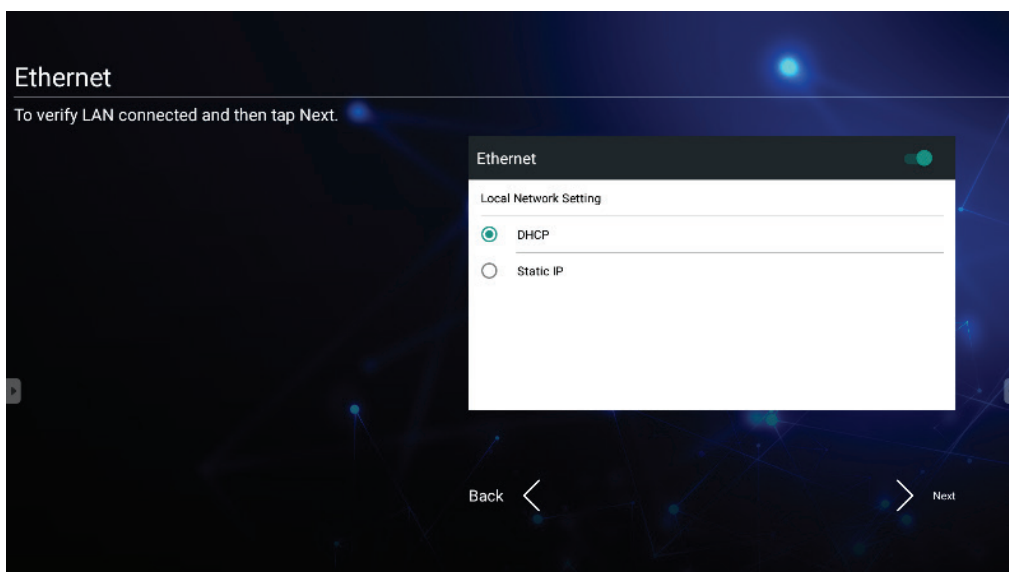 Ethernet
To verify LAN connected and then tap Next.
Ethernet
Local Network Setting
DHCP
Static IP
Back
Next